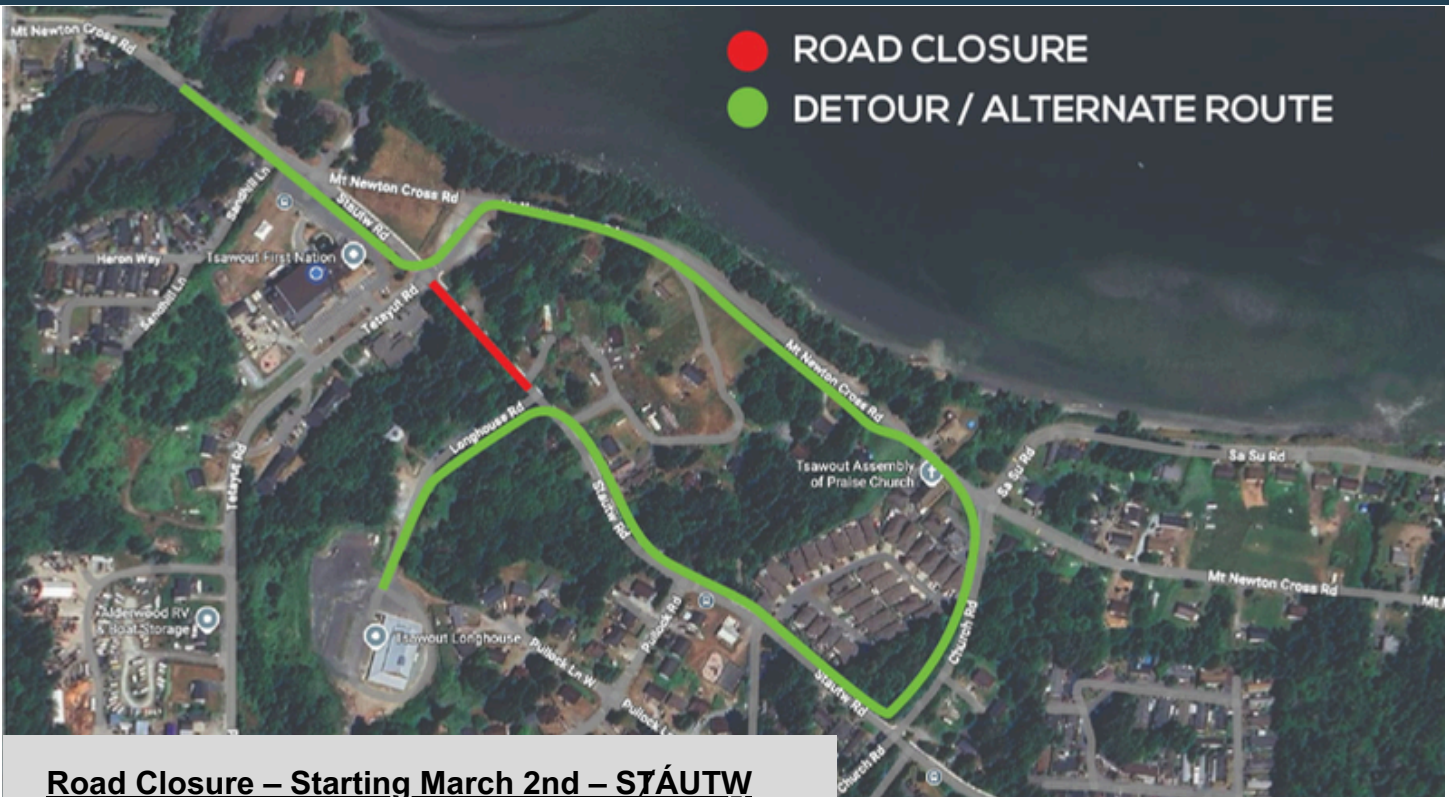 Mt Newton Cross Rd
ROAD CLOSURE
DETOUR / ALTERNATE ROUTE
Sandhill Ln
Mt Newton Cross Rd
Stautw Rd
Heron Way
Tsawout First Nation
Sandhill Ln
Tetayut Rd
Mt Newton Cross Rd
Longhouse Rd
Tsawout Assembly
of Praise Church
Sa Su Rd
Sa Su Rd
Tetayut Rd
Stautw Rd
Mt Newton Cross Rd
Alderwood RV
& Boat Storage
Tsawout Longhouse
Pullock Rd
Pullock Ln W
Church Rd
Stautw Rd
Church Rd
Road Closure – Starting March 2nd – SȾÁUTW